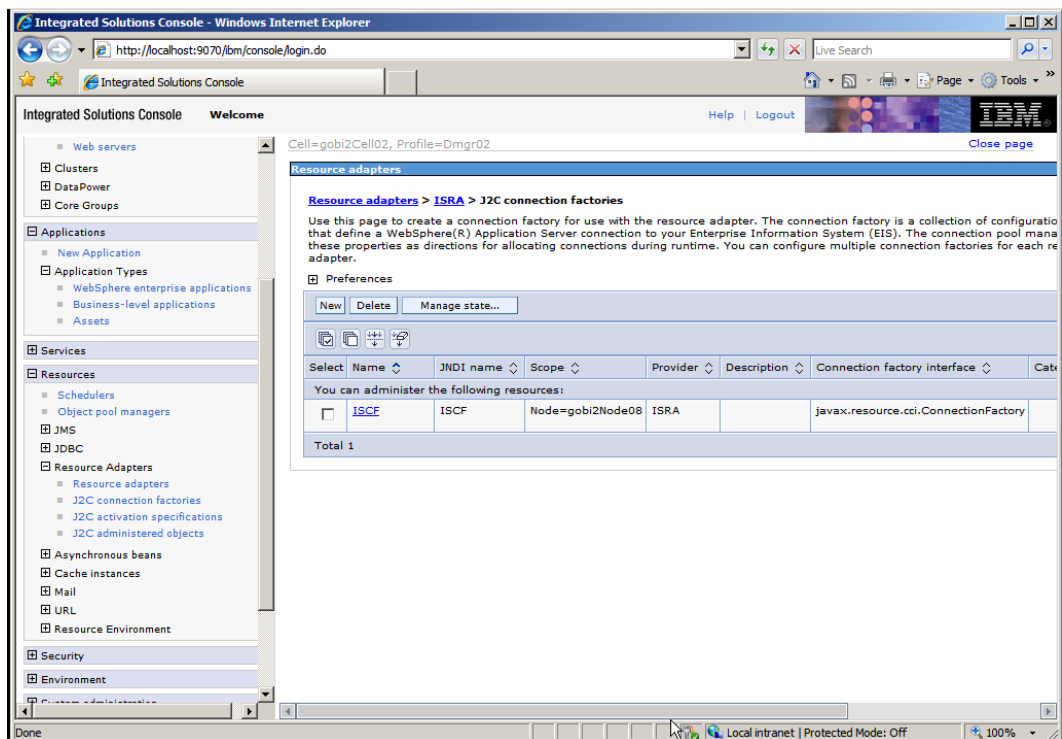 Integrated Solutions Console - Windows Internet Explorer
http://localhost:9070/ibm/console/login.do
Live Search
Integrated Solutions Console
Page
Tools
»
Integrated Solutions Console Welcome
Help | Logout
IBM®
Web servers
Clusters
DataPower
Core Groups
Applications
New Application
Application Types
WebSphere enterprise applications
Business-level applications
Assets
Services
Resources
Schedulers
Object pool managers
JMS
JDBC
Resource Adapters
Resource adapters
J2C connection factories
J2C activation specifications
J2C administered objects
Asynchronous beans
Cache instances
Mail
URL
Resource Environment
Security
Environment
System administration
Cell=gobi2Cell02, Profile=Dmgr02
Close page
Resource adapters
Resource adapters > ISRA > J2C connection factories
Use this page to create a connection factory for use with the resource adapter. The connection factory is a collection of configuratio
that define a WebSphere(R) Application Server connection to your Enterprise Information System (EIS). The connection pool mana
these properties as directions for allocating connections during runtime. You can configure multiple connection factories for each re
adapter.
Preferences
New Delete Manage state...
Select Name JNDI name Scope Provider Description Connection factory interface Cate
You can administer the following resources:
ISCF ISCF Node=gobi2Node08 ISRA javax.resource.cci.ConnectionFactory
Total 1
Done
Local intranet | Protected Mode: Off
100%